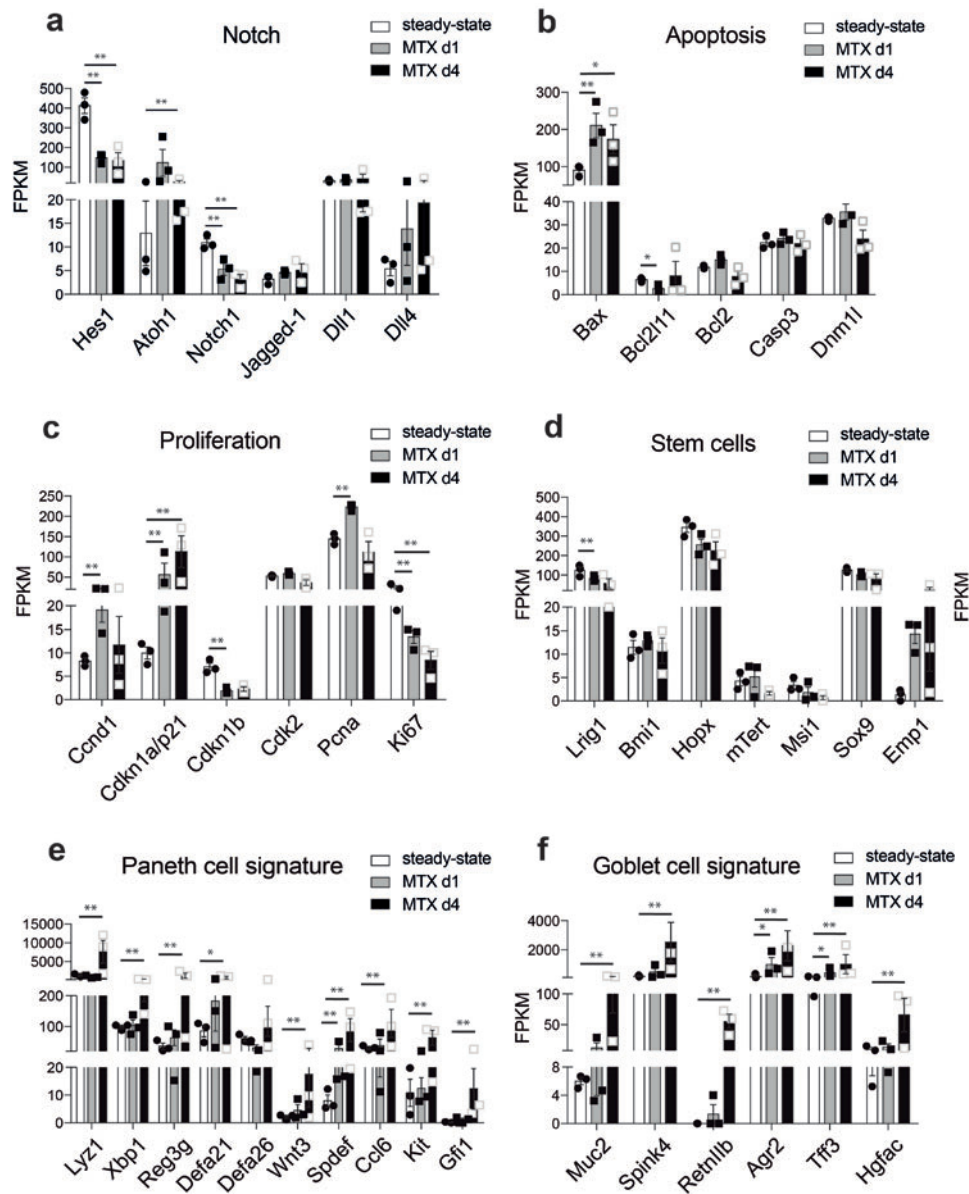 a
Notch
steady-state
MTX d1
MTX d4
** ** ** ** **
500
400
300
200
100
20
15
10
5
0
FPKM
Hes1
Atoh1
Notch1
Jagged-1
Dll1
Dll4
b
Apoptosis
steady-state
MTX d1
MTX d4
* ** *
300
200
100
40
30
20
10
0
FPKM
Bax
Bcl2l11
Bcl2
Casp3
Dnm1l
c
Proliferation
steady-state
MTX d1
MTX d4
** ** ** ** ** ** **
250
200
150
100
50
20
15
10
5
0
FPKM
Ccnd1
Cdkn1a/p21
Cdkn1b
Cdk2
Pcna
Ki67
d
Stem cells
steady-state
MTX d1
MTX d4
**
500
400
300
200
100
20
15
10
5
0
FPKM
FPKM
Lrig1
Bmi1
Hopx
mTert
Msi1
Sox9
Emp1
e
Paneth cell signature
steady-state
MTX d1
MTX d4
** ** ** * ** ** ** ** ** **
15000
10000
5000
200
100
20
10
0
FPKM
Lyz1
Xbp1
Reg3g
Defa21
Defa26
Wnt3
Spdef
Ccl6
Kit
Gfi1
f
Goblet cell signature
steady-state
MTX d1
MTX d4
** ** ** ** * ** * **
4000
2000
100
50
8
4
0
FPKM
Muc2
Spink4
Retnllb
Agr2
Tff3
Hgfac